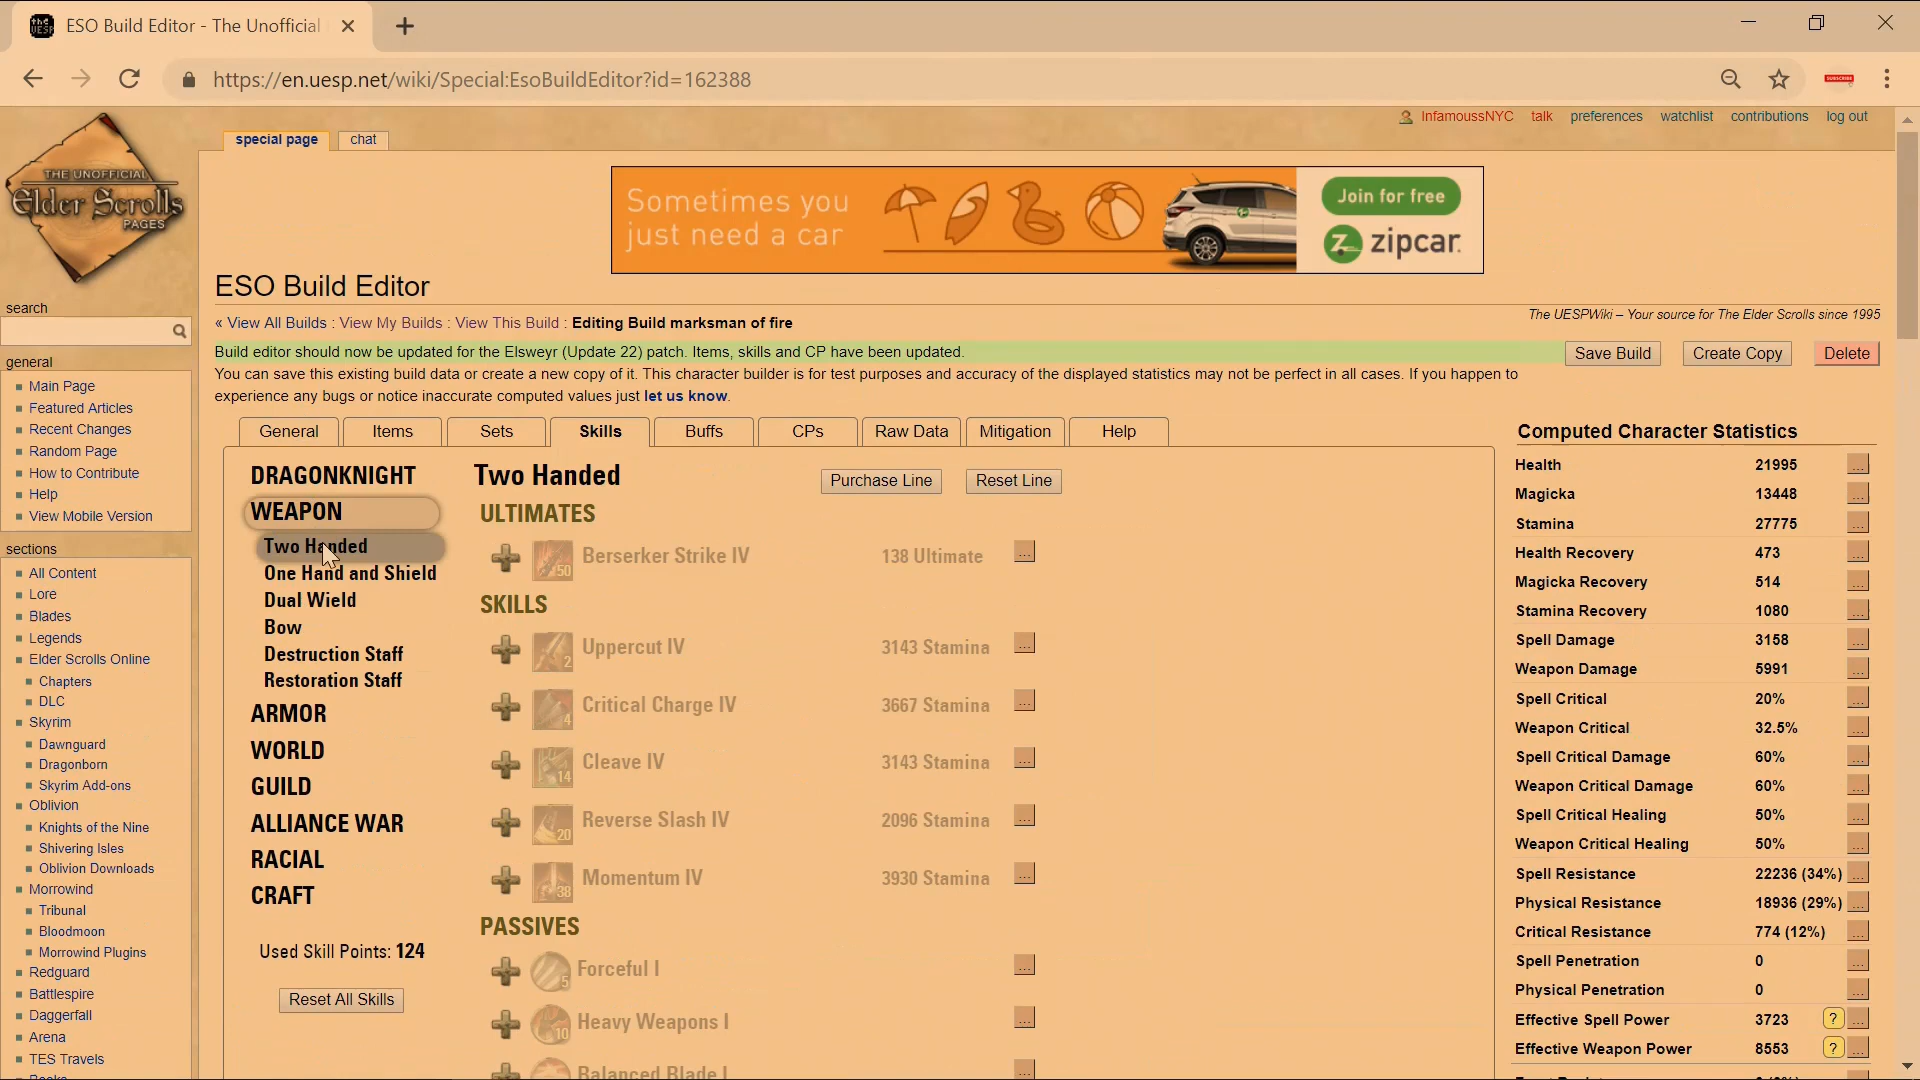 ESO Build Editor - The Unofficial
https://en.uesp.net/wiki/Special:EsoBuildEditor?id=162388
SUBSCRIBE
InfamoussNYC talk preferences watchlist contributions log out
special page chat
THE UNOFFICIAL
Elder Scrolls
PAGES
Sometimes you
just need a car
Join for free
zipcar.
ESO Build Editor
The UESPWiki – Your source for The Elder Scrolls since 1995
« View All Builds : View My Builds : View This Build : Editing Build marksman of fire
Build editor should now be updated for the Elsweyr (Update 22) patch. Items, skills and CP have been updated.
Save Build Create Copy Delete
You can save this existing build data or create a new copy of it. This character builder is for test purposes and accuracy of the displayed statistics may not be perfect in all cases. If you happen to
experience any bugs or notice inaccurate computed values just let us know.
search
general
Main Page
Featured Articles
Recent Changes
Random Page
How to Contribute
Help
View Mobile Version
sections
All Content
Lore
Blades
Legends
Elder Scrolls Online
Chapters
DLC
Skyrim
Dawnguard
Dragonborn
Skyrim Add-ons
Oblivion
Knights of the Nine
Shivering Isles
Oblivion Downloads
Morrowind
Tribunal
Bloodmoon
Morrowind Plugins
Redguard
Battlespire
Daggerfall
Arena
TES Travels
Books
General Items Sets Skills Buffs CPs Raw Data Mitigation Help
DRAGONKNIGHT
WEAPON
Two Handed
One Hand and Shield
Dual Wield
Bow
Destruction Staff
Restoration Staff
ARMOR
WORLD
GUILD
ALLIANCE WAR
RACIAL
CRAFT
Used Skill Points: 124
Reset All Skills
Two Handed
Purchase Line Reset Line
ULTIMATES
50 Berserker Strike IV 138 Ultimate ...
SKILLS
2 Uppercut IV 3143 Stamina ...
4 Critical Charge IV 3667 Stamina ...
14 Cleave IV 3143 Stamina ...
20 Reverse Slash IV 2096 Stamina ...
38 Momentum IV 3930 Stamina ...
PASSIVES
5 Forceful I ...
10 Heavy Weapons I ...
Balanced Blade I ...
Computed Character Statistics
Health 21995 ...
Magicka 13448 ...
Stamina 27775 ...
Health Recovery 473 ...
Magicka Recovery 514 ...
Stamina Recovery 1080 ...
Spell Damage 3158 ...
Weapon Damage 5991 ...
Spell Critical 20% ...
Weapon Critical 32.5% ...
Spell Critical Damage 60% ...
Weapon Critical Damage 60% ...
Spell Critical Healing 50% ...
Weapon Critical Healing 50% ...
Spell Resistance 22236 (34%) ...
Physical Resistance 18936 (29%) ...
Critical Resistance 774 (12%) ...
Spell Penetration 0 ...
Physical Penetration 0 ...
Effective Spell Power 3723 ? ...
Effective Weapon Power 8553 ? ...